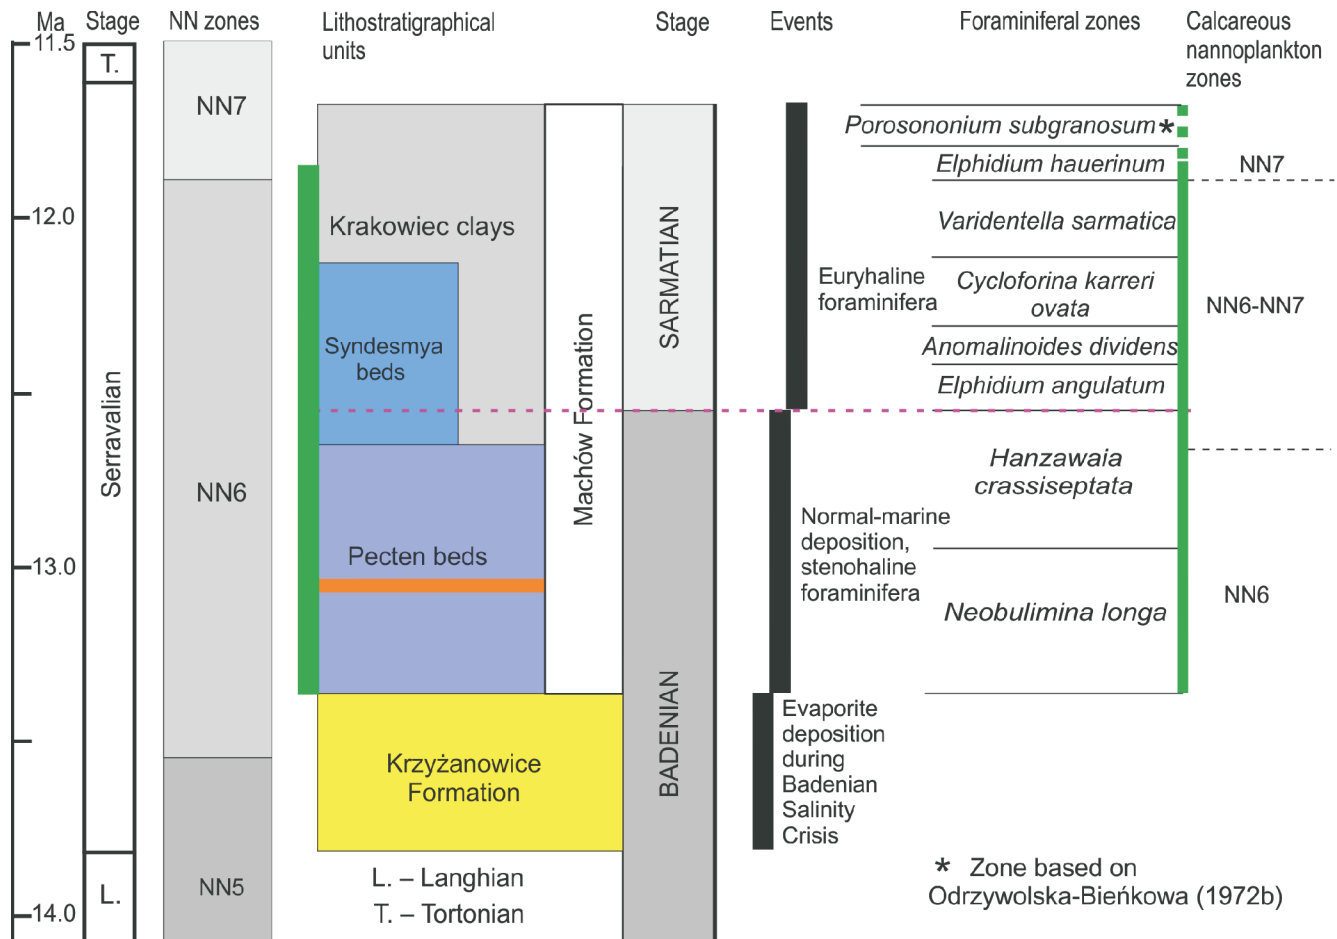 Ma
Stage
NN zones
Lithostratigraphical
units
Stage
Events
Foraminiferal zones
Calcareous
nannoplankton
zones
11.5
12.0
13.0
14.0
T.
Serravalian
L.
NN7
NN6
NN5
Krakowiec clays
Syndesmya
beds
Pecten beds
Krzyżanowice
Formation
Machów Formation
SARMATIAN
BADENIAN
Euryhaline
foraminifera
Normal-marine
deposition,
stenohaline
foraminifera
Evaporite
deposition
during
Badenian
Salinity
Crisis
Porosononium subgranosum*
Elphidium hauerinum
Varidentella sarmatica
Cycloforina karreri
ovata
Anomalinoides dividens
Elphidium angulatum
Hanzawaia
crassiseptata
Neobulimina longa
NN7
NN6-NN7
NN6
L. – Langhian
T. – Tortonian
* Zone based on
Odrzywolska-Bieńkowa (1972b)